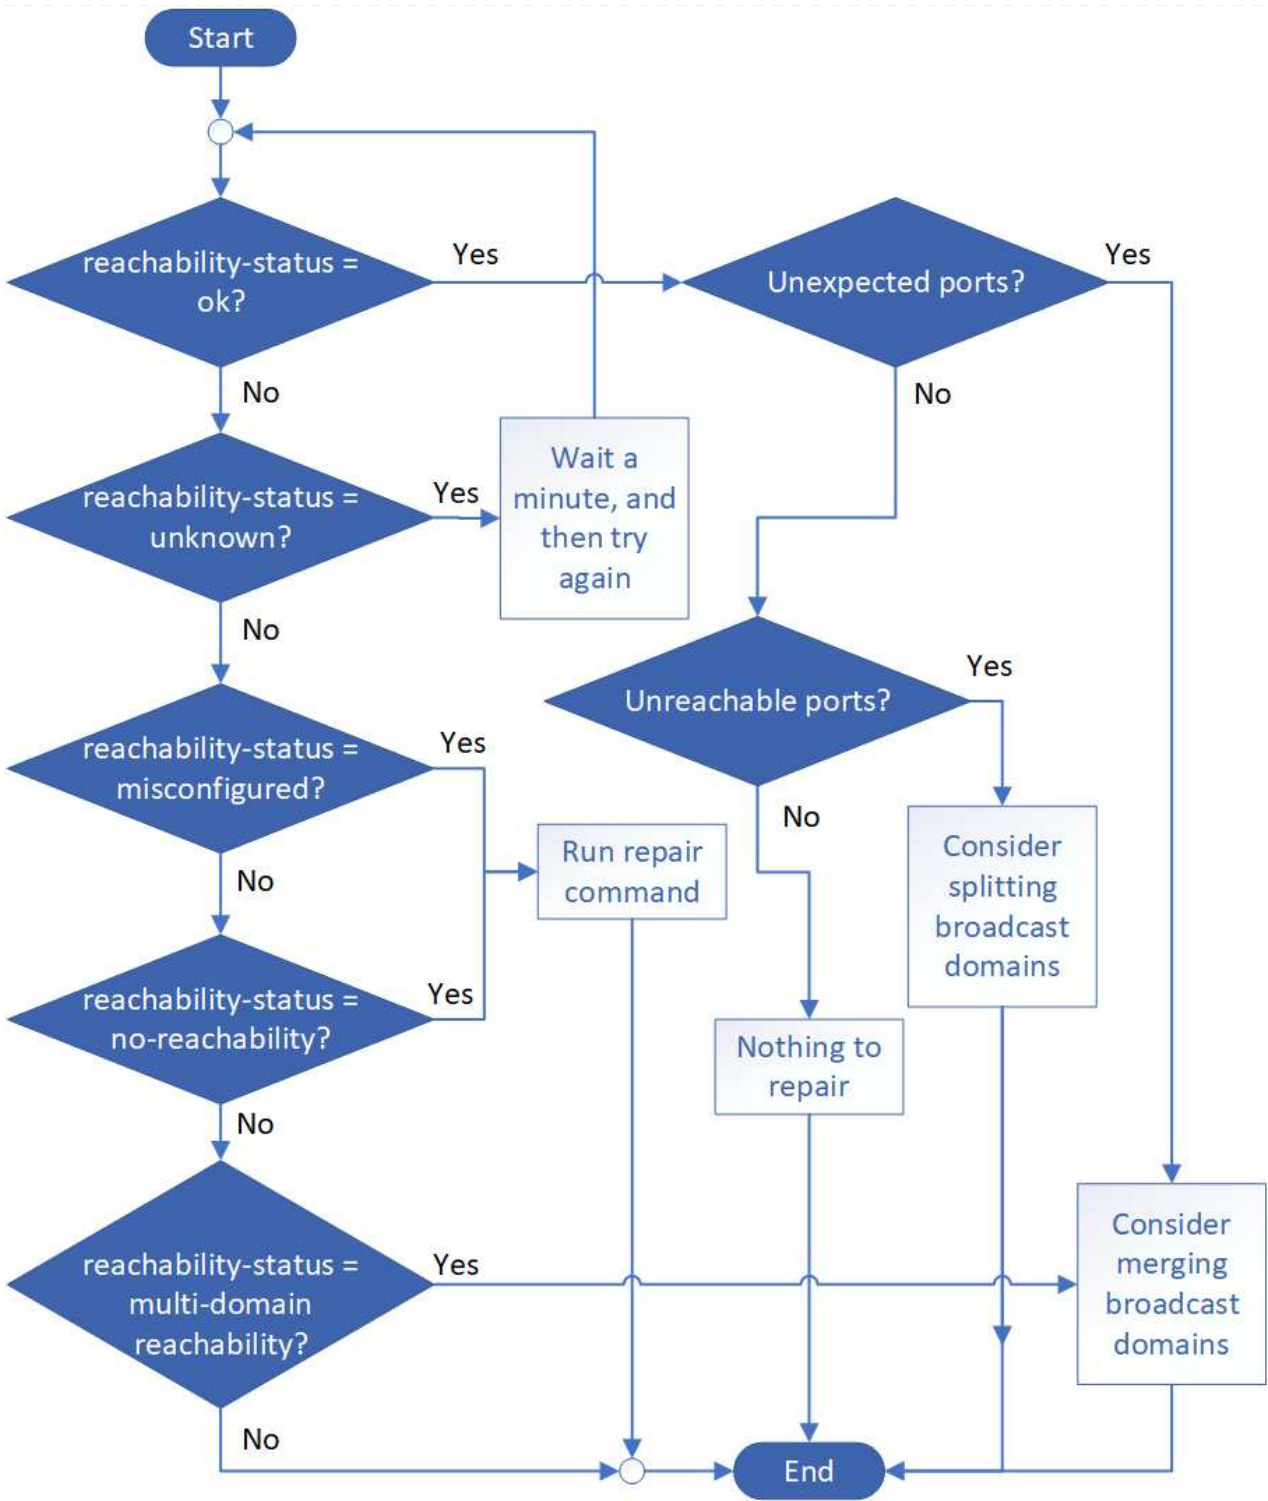 Start
reachability-status =
ok?
Yes
Unexpected ports?
Yes
No
No
reachability-status =
unknown?
Yes
Wait a
minute, and
then try
again
No
Unreachable ports?
Yes
reachability-status =
misconfigured?
Yes
No
Run repair
command
Consider
splitting
broadcast
domains
No
reachability-status =
no-reachability?
Yes
Nothing to
repair
No
reachability-status =
multi-domain
reachability?
Yes
Consider
merging
broadcast
domains
No
End